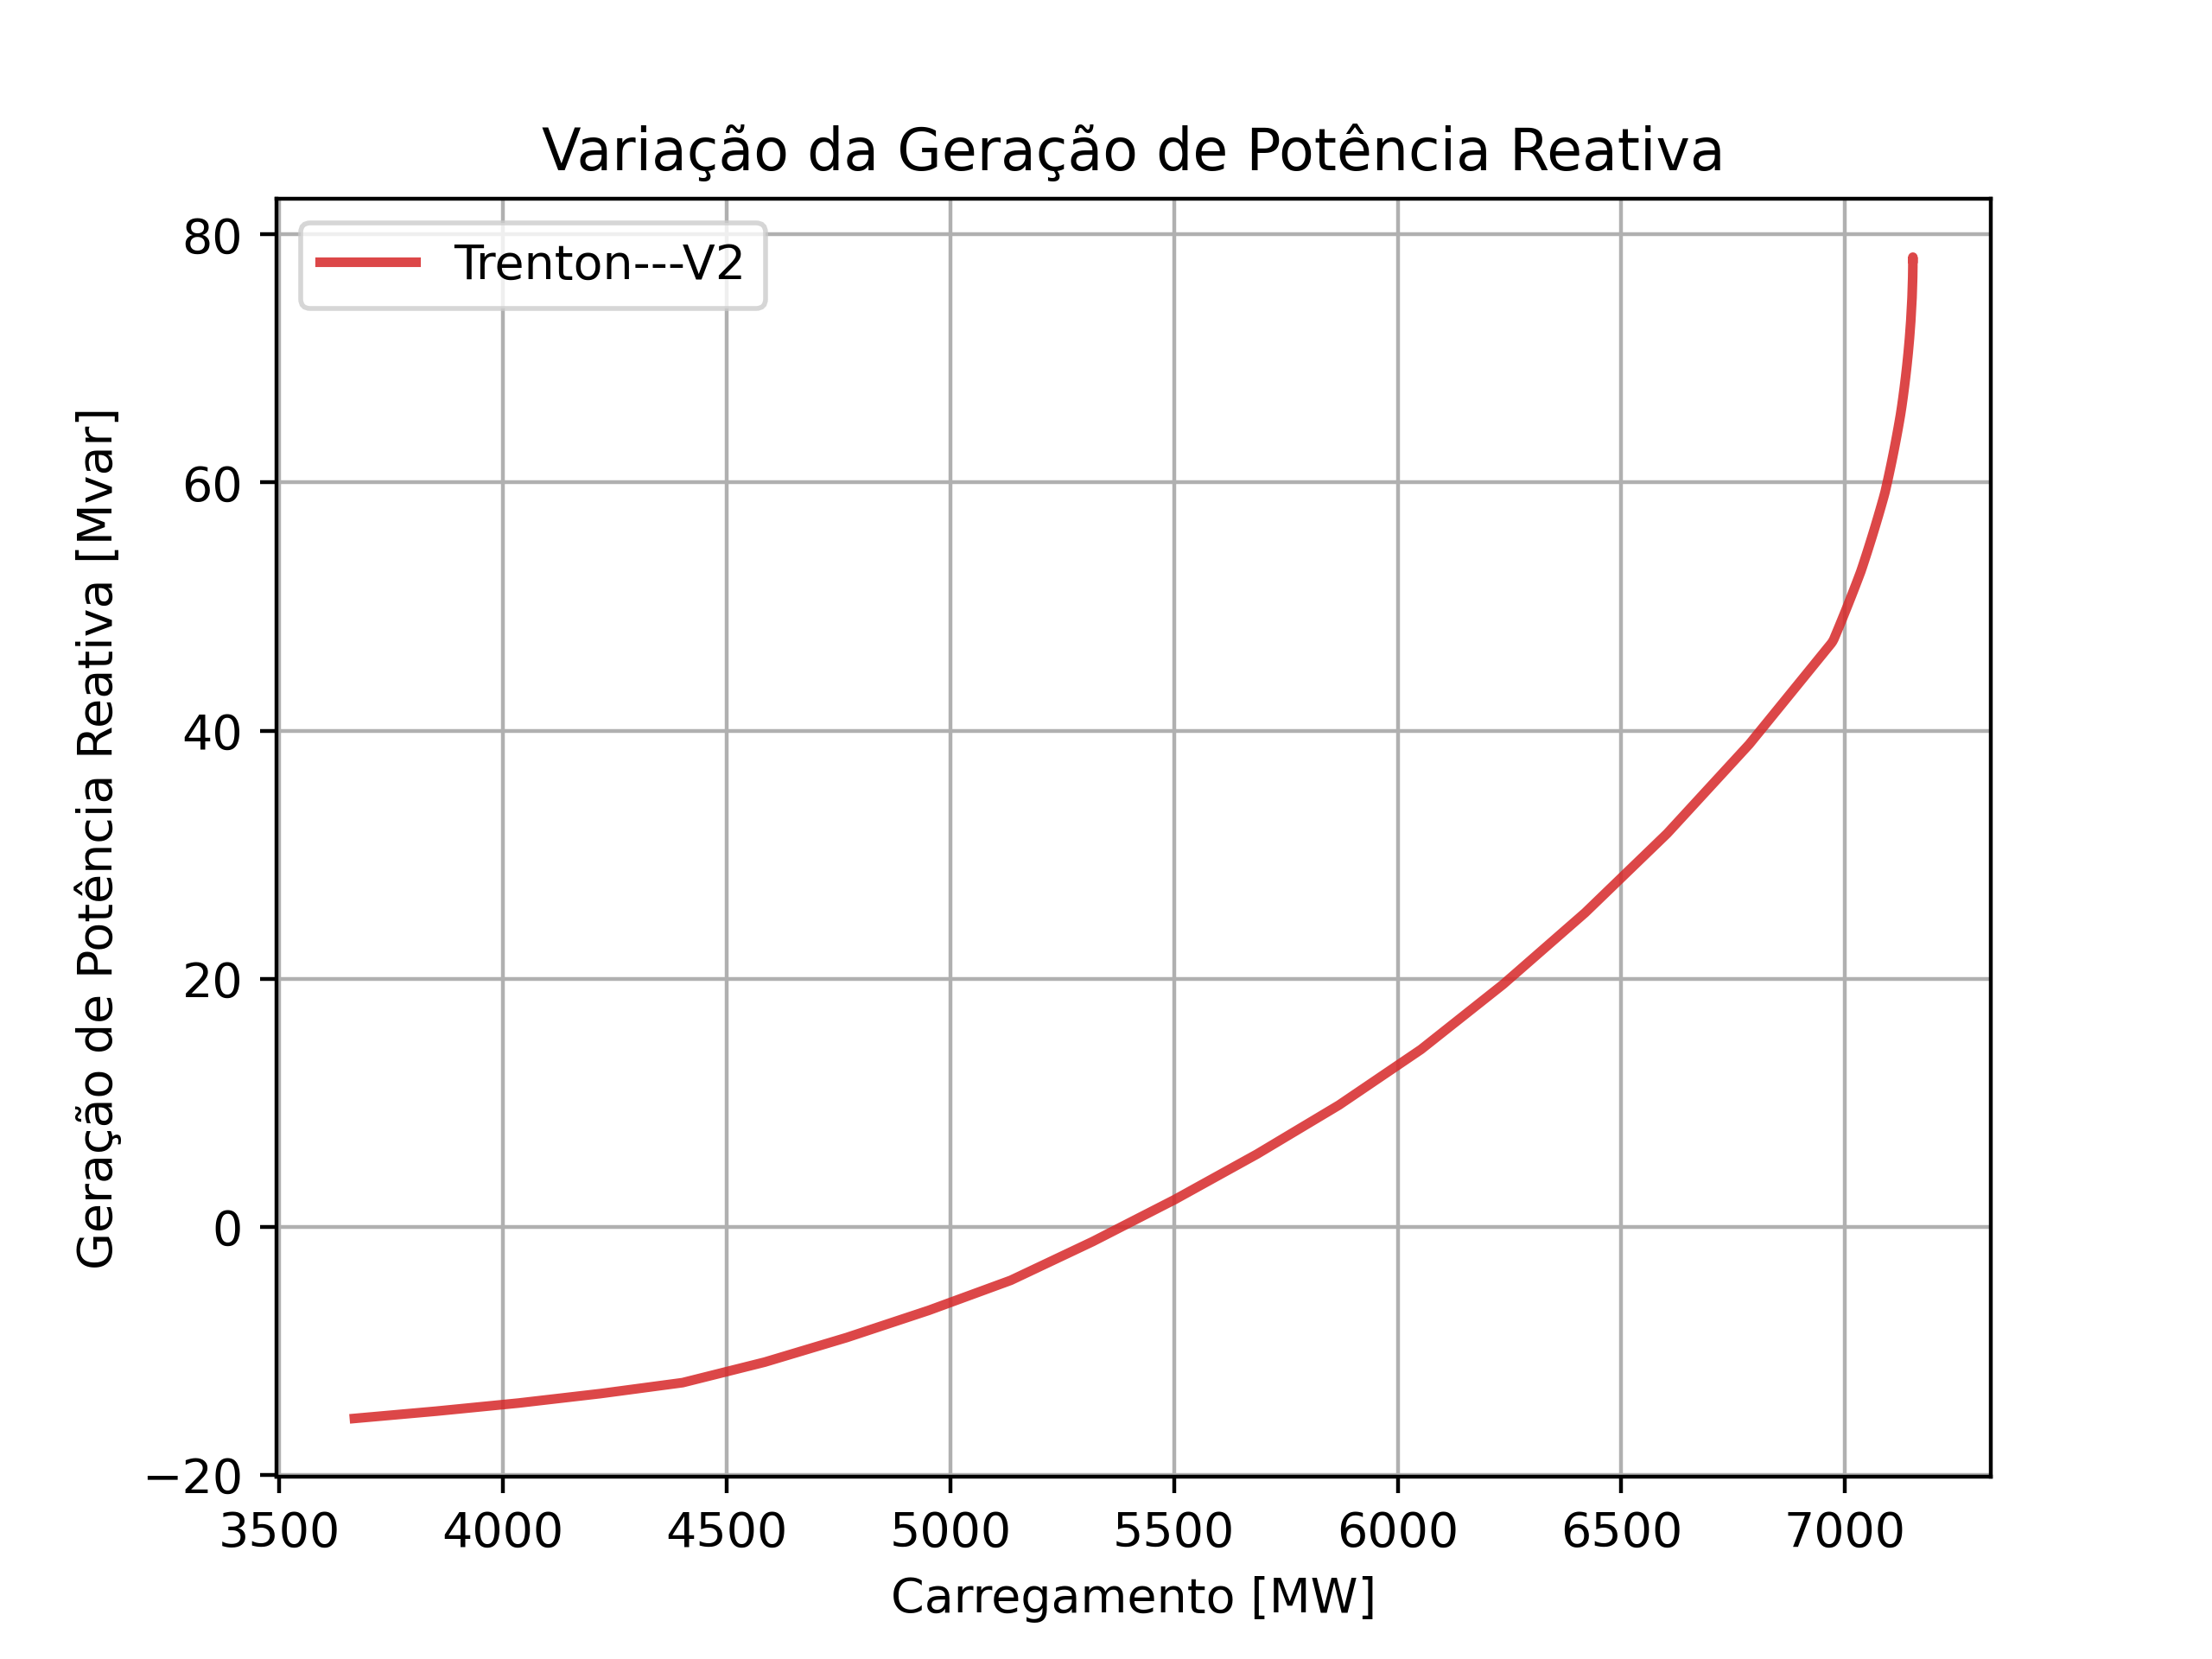 Variação da Geração de Potência Reativa
Trenton---V2
Geração de Potência Reativa [Mvar]
80
60
40
20
0
−20
3500 4000 4500 5000 5500 6000 6500 7000
Carregamento [MW]